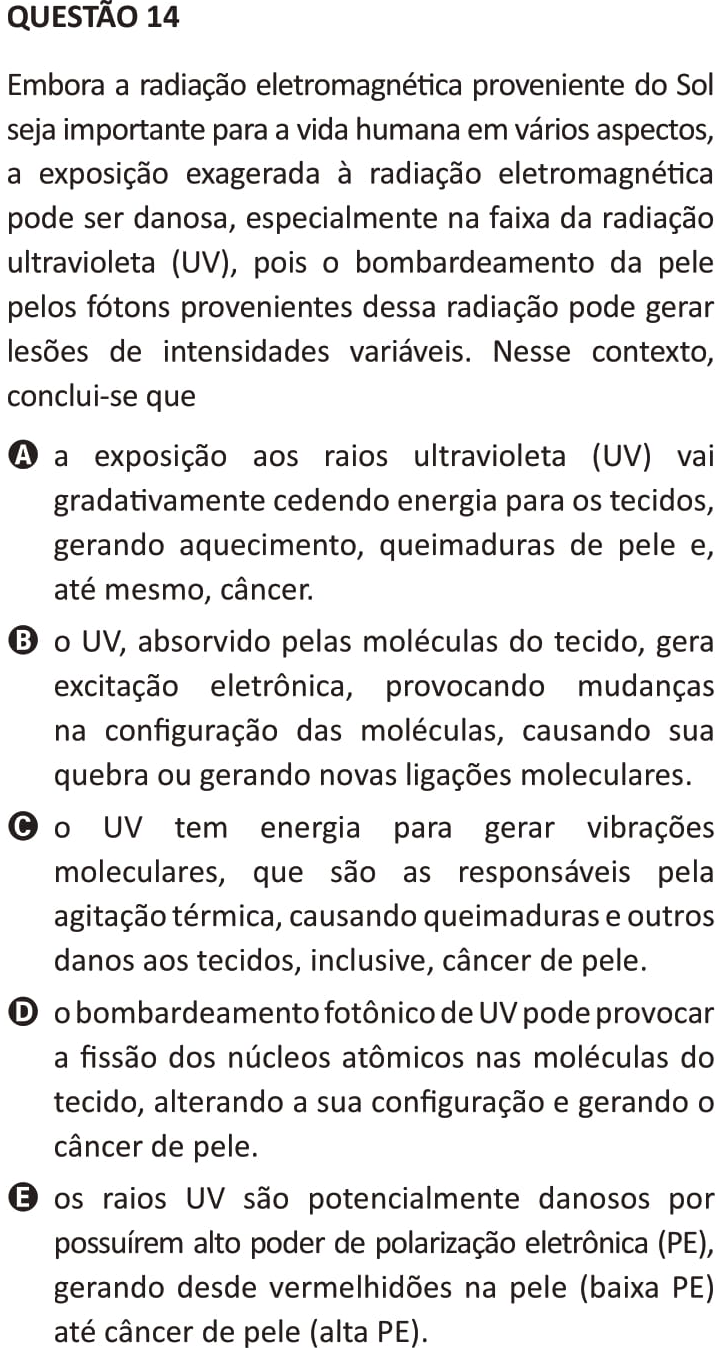 QUESTÃO 14
Embora a radiação eletromagnética proveniente do Sol
seja importante para a vida humana em vários aspectos,
a exposição exagerada à radiação eletromagnética
pode ser danosa, especialmente na faixa da radiação
ultravioleta (UV), pois o bombardeamento da pele
pelos fótons provenientes dessa radiação pode gerar
lesões de intensidades variáveis. Nesse contexto,
conclui-se que
A a exposição aos raios ultravioleta (UV) vai
gradativamente cedendo energia para os tecidos,
gerando aquecimento, queimaduras de pele e,
até mesmo, câncer.
B o UV, absorvido pelas moléculas do tecido, gera
excitação eletrônica, provocando mudanças
na configuração das moléculas, causando sua
quebra ou gerando novas ligações moleculares.
C o UV tem energia para gerar vibrações
moleculares, que são as responsáveis pela
agitação térmica, causando queimaduras e outros
danos aos tecidos, inclusive, câncer de pele.
D o bombardeamento fotônico de UV pode provocar
a fissão dos núcleos atômicos nas moléculas do
tecido, alterando a sua configuração e gerando o
câncer de pele.
E os raios UV são potencialmente danosos por
possuírem alto poder de polarização eletrônica (PE),
gerando desde vermelhidões na pele (baixa PE)
até câncer de pele (alta PE).